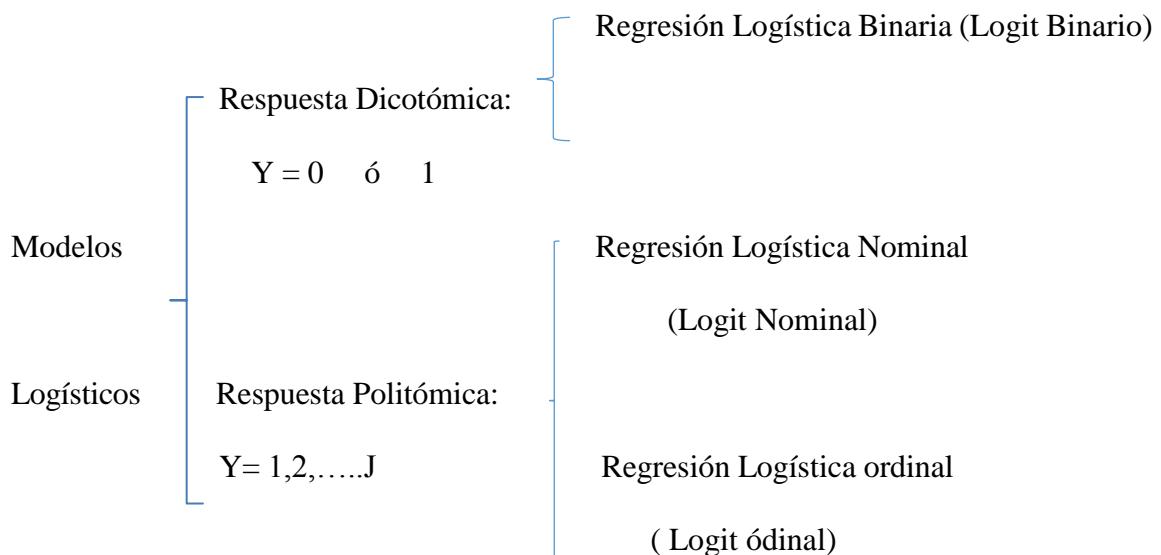 Regresión Logística Binaria (Logit Binario)
Respuesta Dicotómica:
Y = 0 ó 1
Modelos
Regresión Logística Nominal
(Logit Nominal)
Logísticos
Respuesta Politómica:
Y= 1,2,…..J
Regresión Logística ordinal
( Logit ódinal)